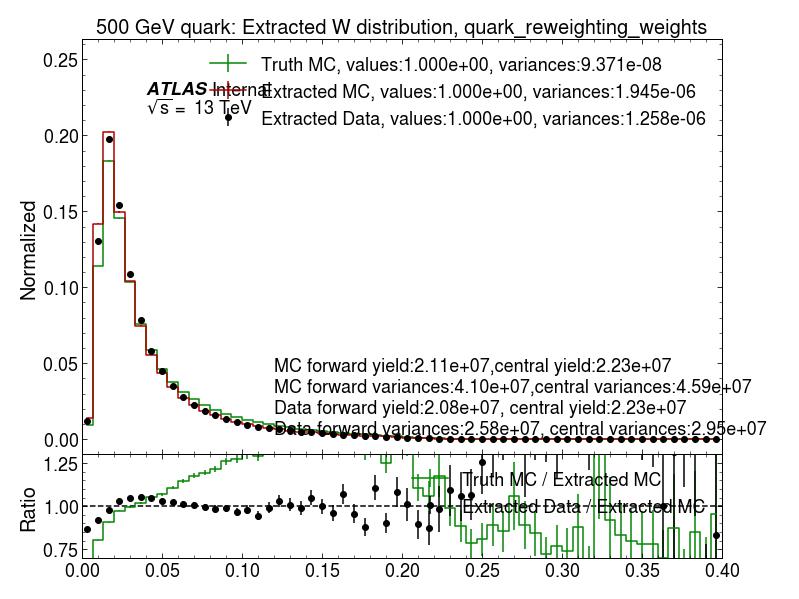 500 GeV quark: Extracted W distribution, quark_reweighting_weights
Normalized
0.25
0.20
0.15
0.10
0.05
0.00
Truth MC, values:1.000e+00, variances:9.371e-08
Extracted MC, values:1.000e+00, variances:1.945e-06
Extracted Data, values:1.000e+00, variances:1.258e-06
ATLAS Internal
√s = 13 TeV
MC forward yield:2.11e+07,central yield:2.23e+07
MC forward variances:4.10e+07,central variances:4.59e+07
Data forward yield:2.08e+07, central yield:2.23e+07
Data forward variances:2.58e+07, central variances:2.95e+07
Ratio
1.25
1.00
0.75
Truth MC / Extracted MC
Extracted Data / Extracted MC
0.00 0.05 0.10 0.15 0.20 0.25 0.30 0.35 0.40